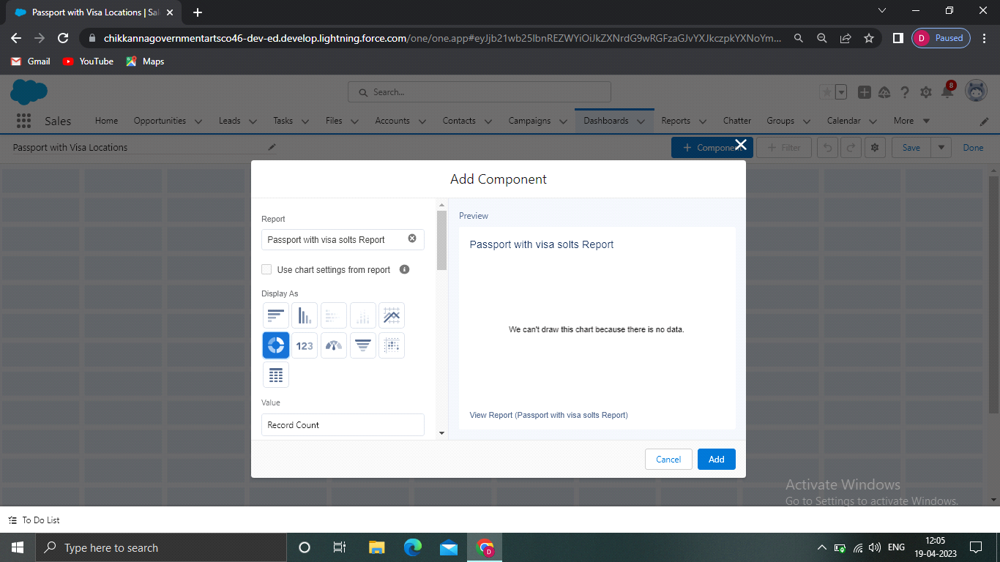 Passport with Visa Locations | Sal
chikkannagovernmentartsco46-dev-ed.develop.lightning.force.com/one/one.app#eyJjb21wb25lbnREZWYiOiJkZXNrdG9wRGFzaGJvYXJkczpkYXNoYm...
D Paused
Gmail YouTube Maps
Search...
8
Sales Home Opportunities Leads Tasks Files Accounts Contacts Campaigns Dashboards Reports Chatter Groups Calendar More
Passport with Visa Locations
+ Component + Filter Save Done
Add Component
Report
Passport with visa solts Report
Use chart settings from report
Display As
123
Value
Record Count
Preview
Passport with visa solts Report
We can't draw this chart because there is no data.
View Report (Passport with visa solts Report)
Cancel Add
Activate Windows
Go to Settings to activate Windows.
To Do List
Type here to search
D
ENG
12:05
19-04-2023